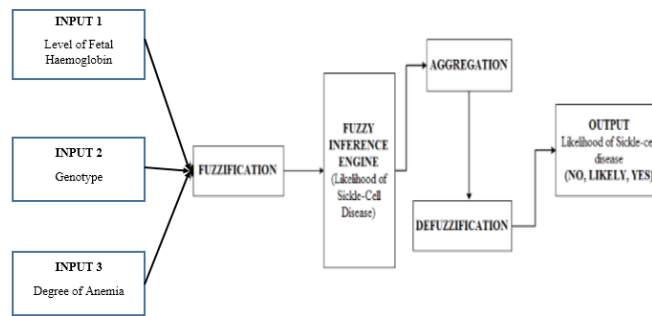 INPUT 1
Level of Fetal
Haemoglobin
INPUT 2
Genotype
INPUT 3
Degree of Anemia
FUZZIFICATION
FUZZY
INFERENCE
ENGINE
(Likelihood of
Sickle-Cell
Disease)
AGGREGATION
DEFUZZIFICATION
OUTPUT
Likelihood of Sickle-cel
disease
(NO, LIKELY, YES)